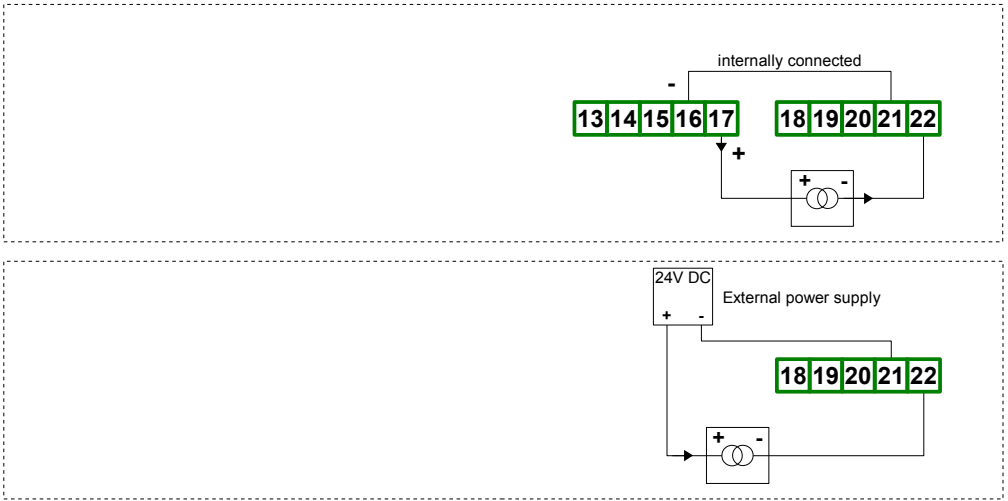 internally connected
-
13 14 15 16 17 18 19 20 21 22
+
+ -
24V DC
External power supply
+ -
18 19 20 21 22
+ -